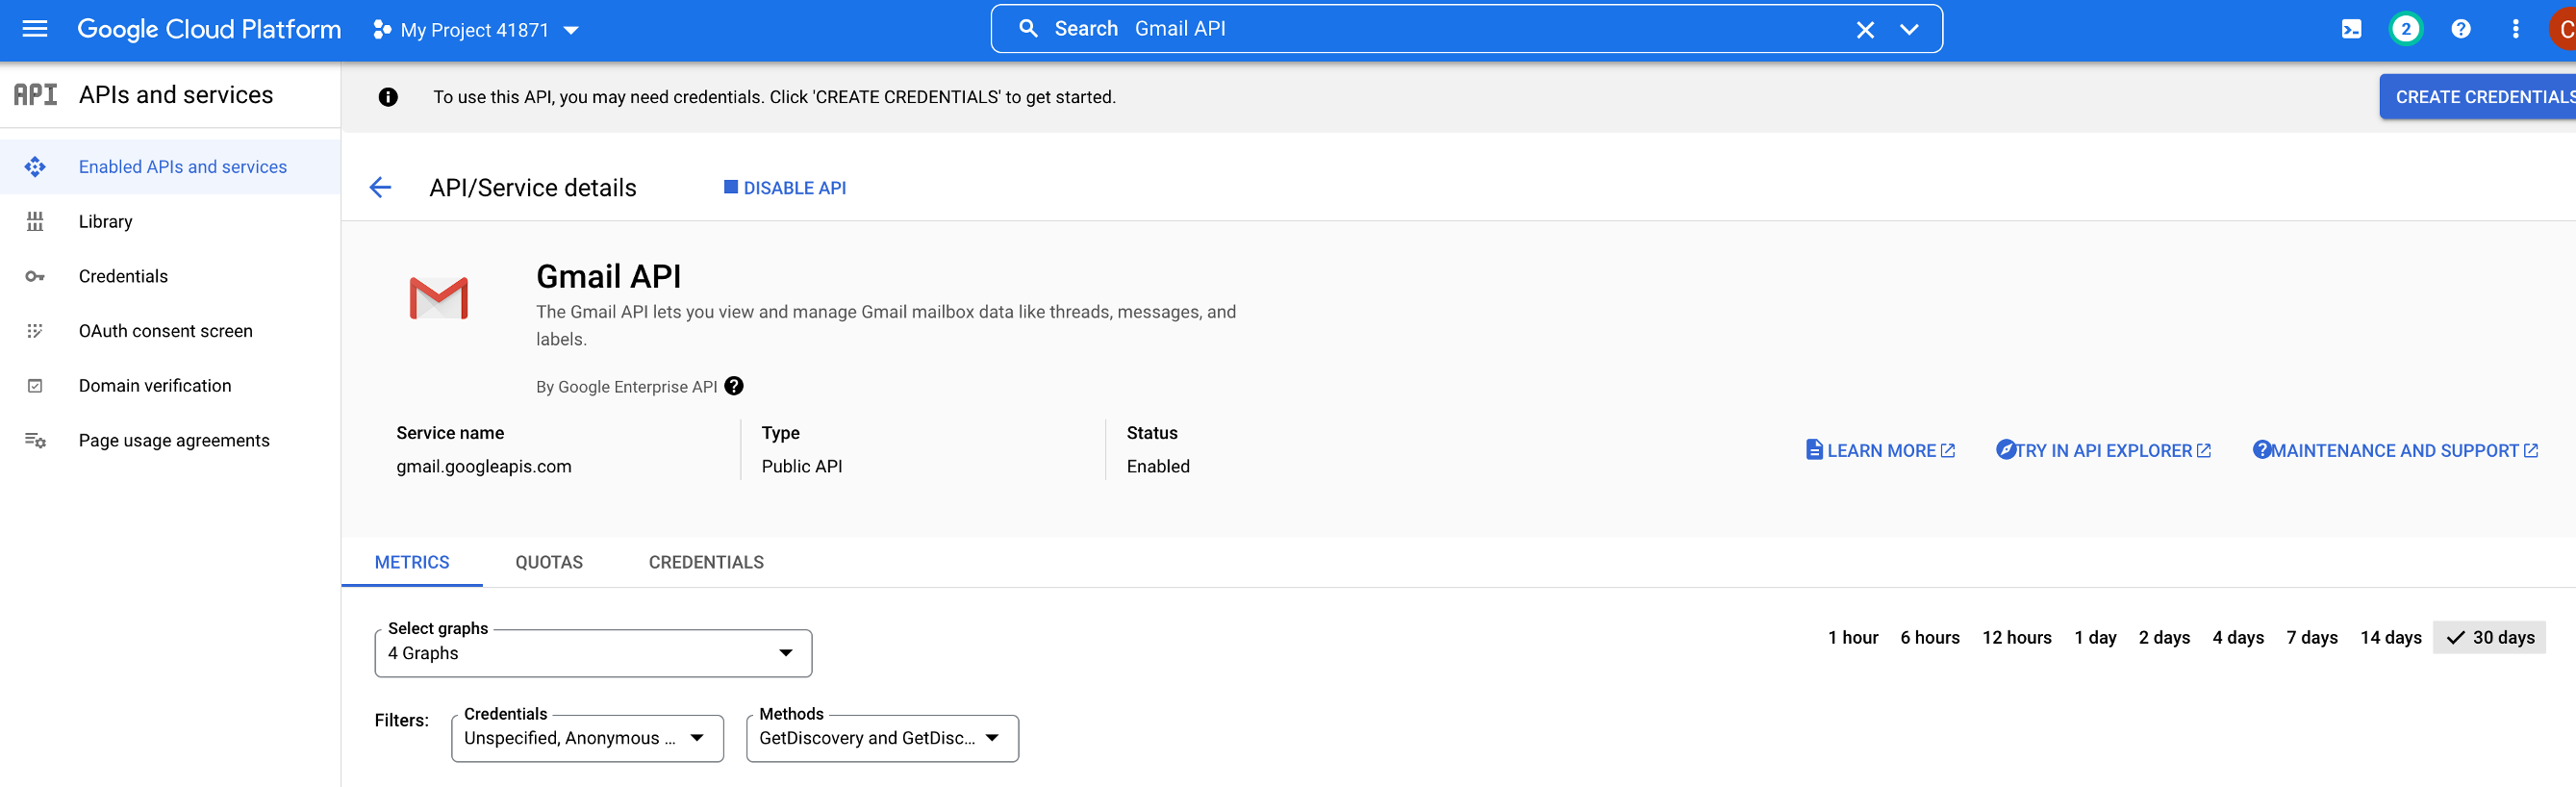 Google Cloud Platform
My Project 41871
Search Gmail API
2
C
API APIs and services
To use this API, you may need credentials. Click 'CREATE CREDENTIALS' to get started.
CREATE CREDENTIALS
Enabled APIs and services
Library
Credentials
OAuth consent screen
Domain verification
Page usage agreements
API/Service details
DISABLE API
Gmail API
The Gmail API lets you view and manage Gmail mailbox data like threads, messages, and
labels.
By Google Enterprise API
Service name
gmail.googleapis.com
Type
Public API
Status
Enabled
LEARN MORE
TRY IN API EXPLORER
MAINTENANCE AND SUPPORT
METRICS QUOTAS CREDENTIALS
Select graphs
4 Graphs
1 hour 6 hours 12 hours 1 day 2 days 4 days 7 days 14 days 30 days
Filters:
Credentials
Unspecified, Anonymous ...
Methods
GetDiscovery and GetDisc...